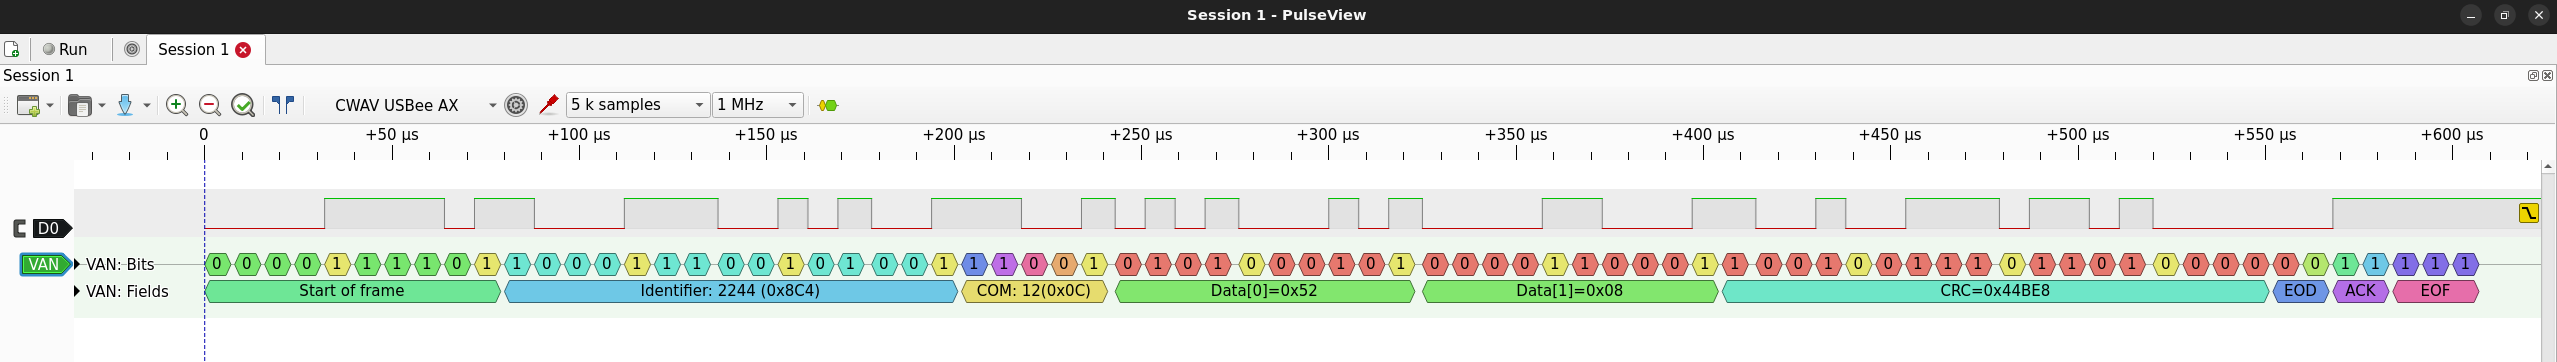 Session 1 - PulseView
Run
Session 1
Session 1
CWAV USBee AX
5 k samples
1 MHz
0 +50 µs +100 µs +150 µs +200 µs +250 µs +300 µs +350 µs +400 µs +450 µs +500 µs +550 µs +600 µs
D0
VAN VAN: Bits 0 0 0 0 1 1 1 1 0 1 1 0 0 0 1 1 1 0 0 1 0 1 0 0 1 1 1 0 0 1 0 1 0 1 0 0 0 1 0 1 0 0 0 0 1 1 0 0 0 1 1 0 0 1 0 0 1 1 1 0 1 1 0 1 0 0 0 0 0 0 1 1 1 1 1
VAN: Fields Start of frame Identifier: 2244 (0x8C4) COM: 12(0x0C) Data[0]=0x52 Data[1]=0x08 CRC=0x44BE8 EOD ACK EOF